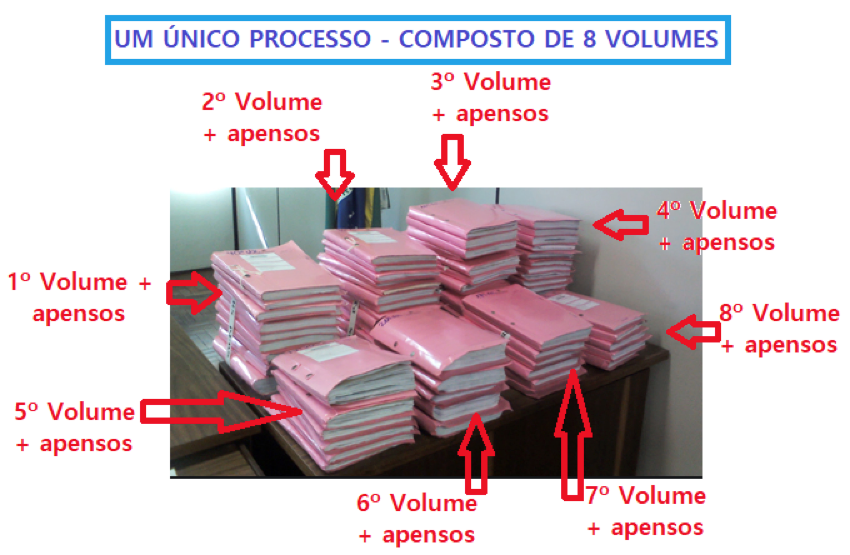 UM ÚNICO PROCESSO - COMPOSTO DE 8 VOLUMES
3º Volume
+ apensos
2º Volume
+ apensos
4º Volume
+ apensos
1º Volume +
apensos
8º Volume
+ apensos
5º Volume
+ apensos
6º Volume
+ apensos
7º Volume
+ apensos